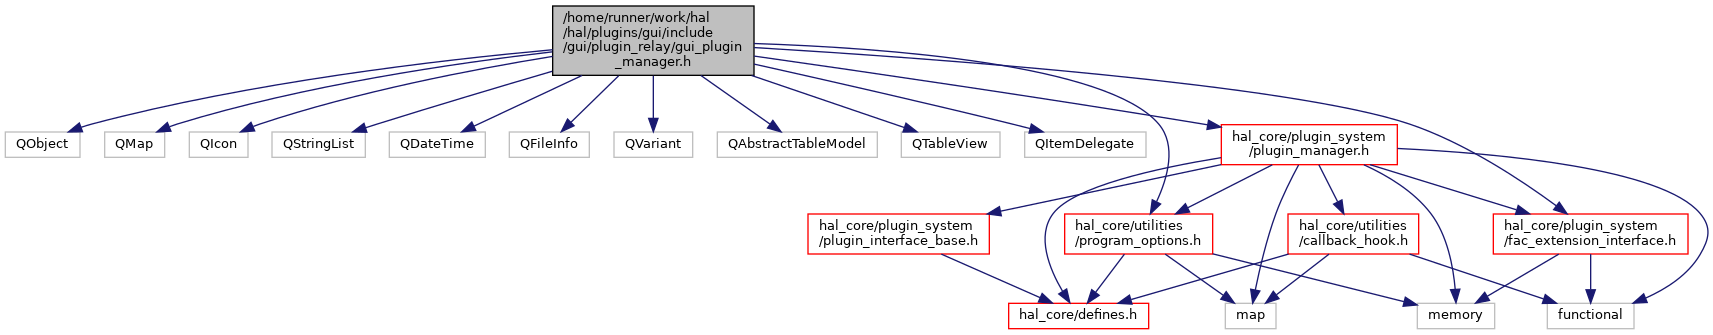 /home/runner/work/hal
/hal/plugins/gui/include
/gui/plugin_relay/gui_plugin
_manager.h
QObject
QMap
QIcon
QStringList
QDateTime
QFileInfo
QVariant
QAbstractTableModel
QTableView
QItemDelegate
hal_core/plugin_system
/plugin_manager.h
hal_core/plugin_system
/plugin_interface_base.h
hal_core/utilities
/program_options.h
hal_core/utilities
/callback_hook.h
hal_core/plugin_system
/fac_extension_interface.h
hal_core/defines.h
map
memory
functional